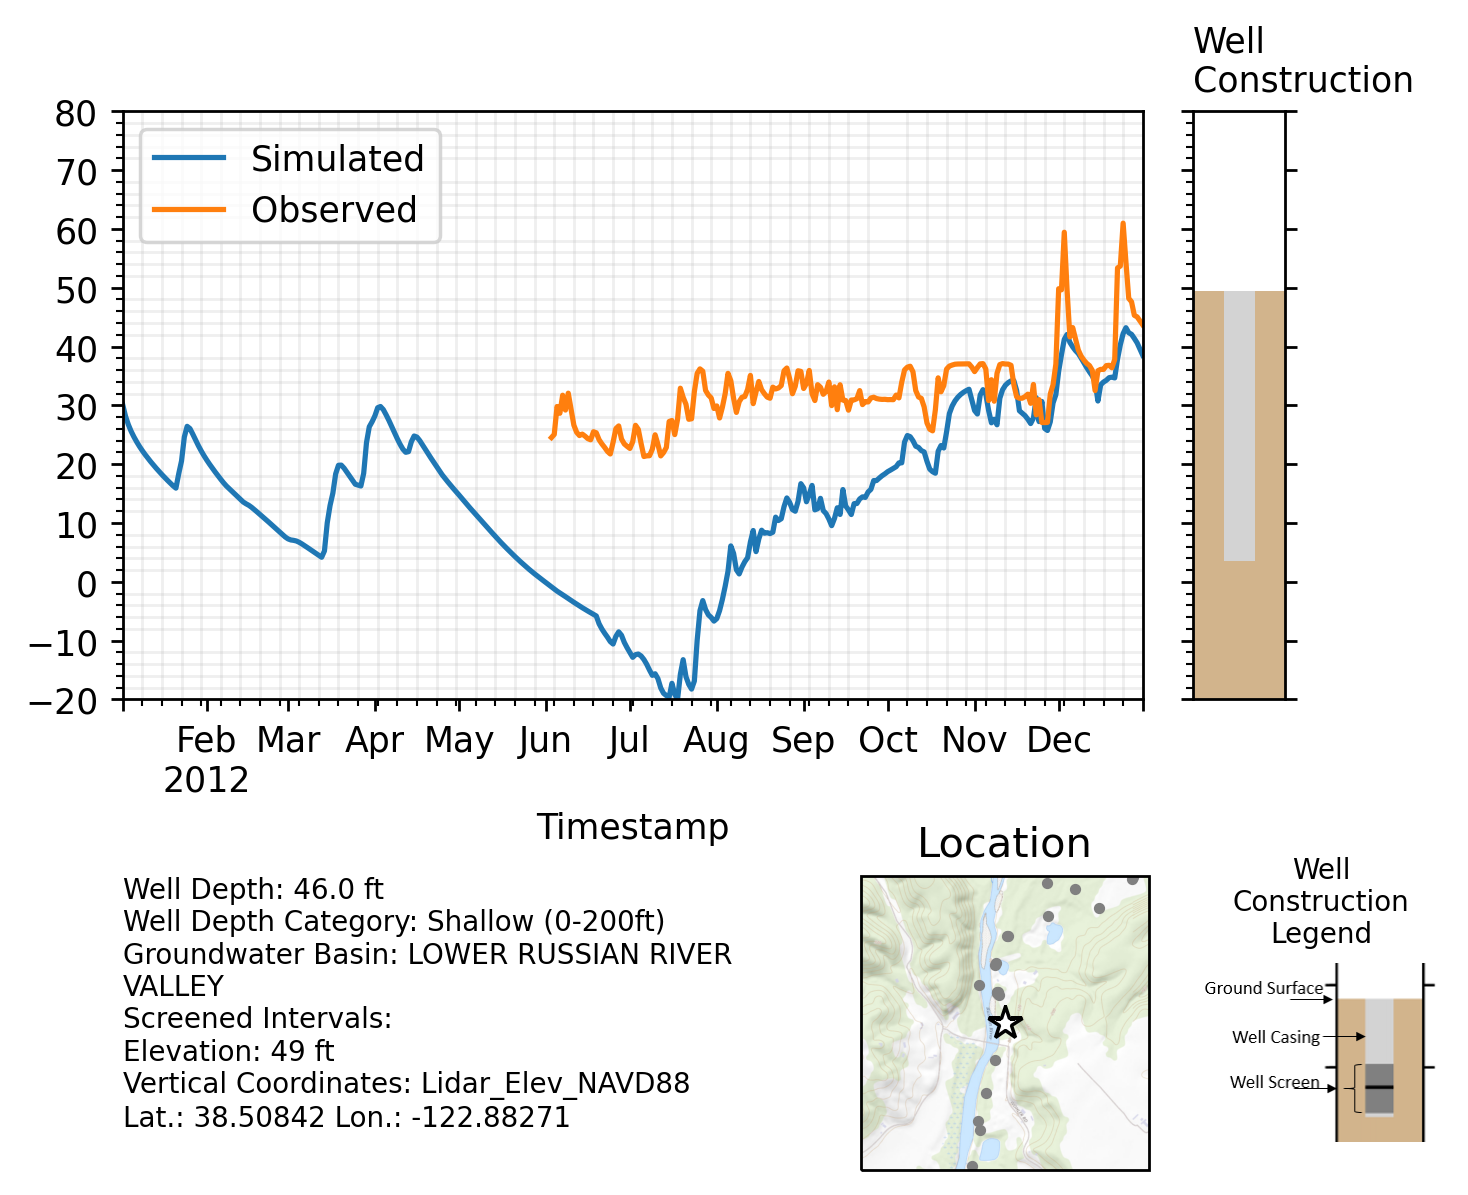 Well
Construction
80
70
60
50
40
30
20
10
0
−10
−20
Simulated
Observed
Feb Mar Apr May Jun Jul Aug Sep Oct Nov Dec
2012
Timestamp
Well Depth: 46.0 ft
Well Depth Category: Shallow (0-200ft)
Groundwater Basin: LOWER RUSSIAN RIVER
VALLEY
Screened Intervals:
Elevation: 49 ft
Vertical Coordinates: Lidar_Elev_NAVD88
Lat.: 38.50842 Lon.: -122.88271
Location
Well
Construction
Legend
Ground Surface
Well Casing
Well Screen